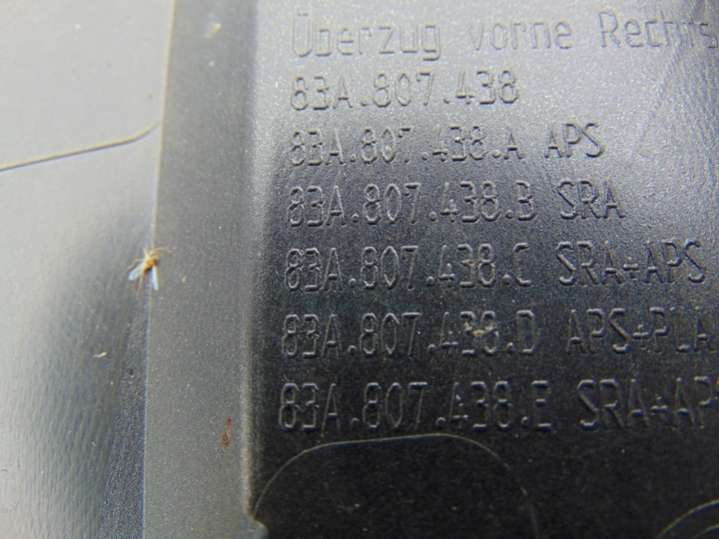 Überzug vorne Rechts
83A.807.438
83A.807.438.A APS
83A.807.438.B SRA
83A.807.438.C SRA+APS
83A.807.438.D APS+PLA
83A.807.438.E SRA+AP